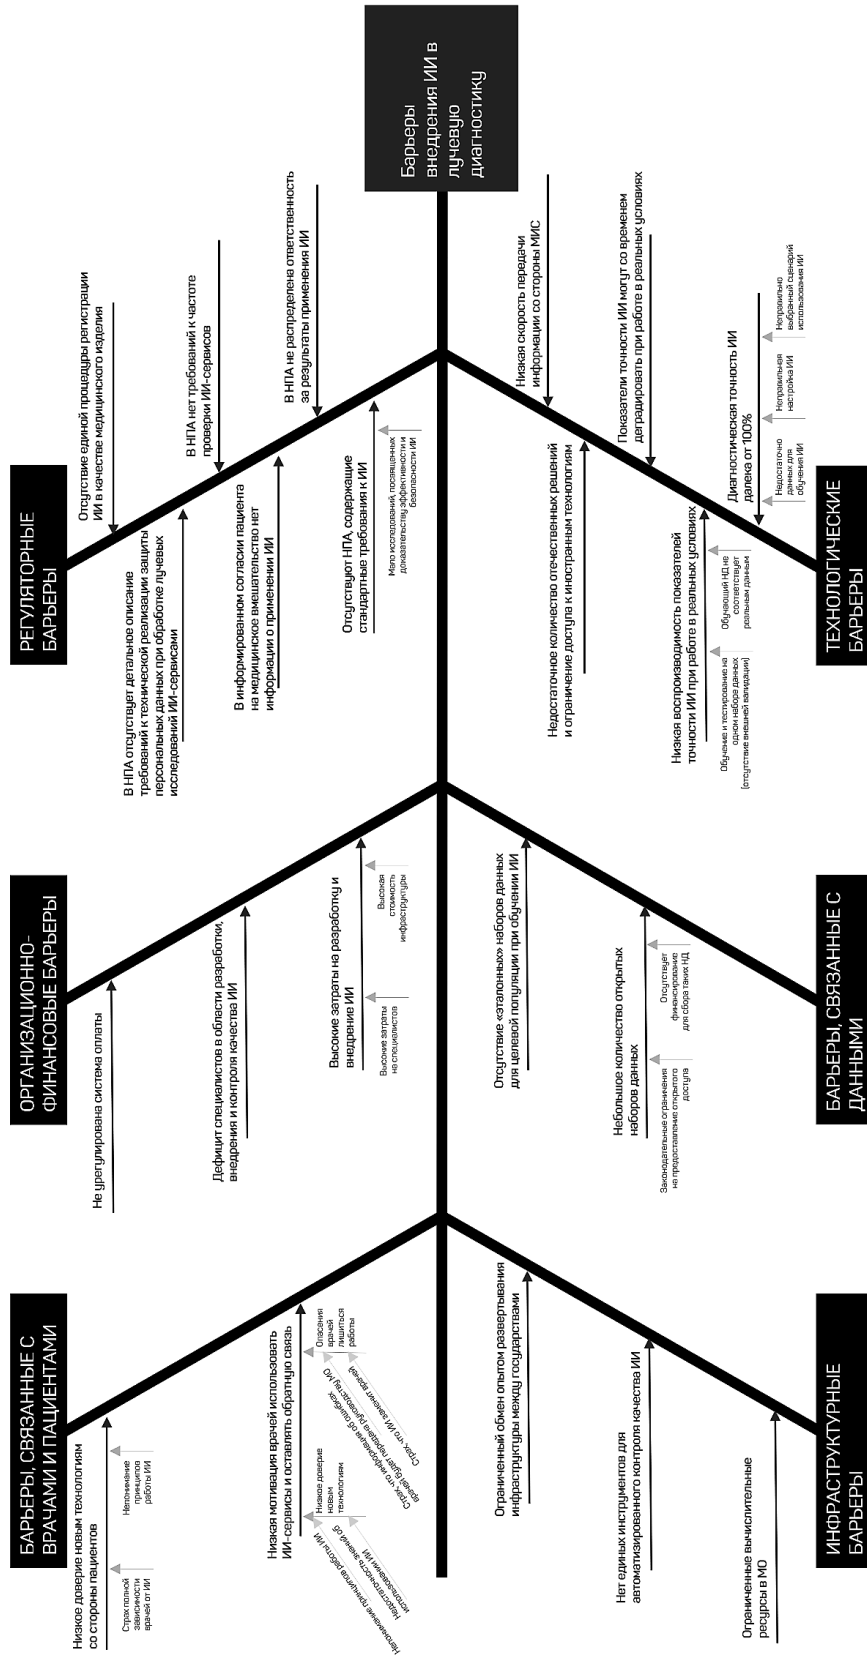 Барьеры
внедрения ИИ в
лучевую
диагностику
БАРЬЕРЫ, СВЯЗАННЫЕ С
ВРАЧАМИ И ПАЦИЕНТАМИ
Низкое доверие новым технологиям
со стороны пациентов
Страх полной
зависимости
врачей от ИИ
Непонимание
принципов
работы ИИ
Низкая мотивация врачей использовать
ИИ-сервисы и оставлять обратную связь
Низкое доверие
новым
технологиям
Непонимание принципов работы ИИ
Недостаточность знаний об
использовании ИИ
Опасения
врачей
лишиться
работы
Страх, что информация об ошибках
врачей будет передана руководству МО
Страх, что ИИ заменит врачей
ОРГАНИЗАЦИОННО-
ФИНАНСОВЫЕ БАРЬЕРЫ
Не урегулирована система оплаты
Дефицит специалистов в области разработки,
внедрения и контроля качества ИИ
Высокие затраты на разработку и
внедрение ИИ
Высокие затраты
на специалистов
Высокая
стоимость
инфраструктуры
РЕГУЛЯТОРНЫЕ
БАРЬЕРЫ
Отсутствие единой процедуры регистрации
ИИ в качестве медицинского изделия
В НПА отсутствует детальное описание
требований к технической реализации защиты
персональных данных при обработке лучевых
исследований ИИ-сервисами
В НПА нет требований к частоте
проверки ИИ-сервисов
В информированном согласии пациента
на медицинское вмешательство нет
информации о применении ИИ
В НПА не распределена ответственность
за результаты применения ИИ
Отсутствуют НПА, содержащие
стандартные требования к ИИ
Мало исследований, посвященных
доказательству эффективности и
безопасности ИИ
ИНФРАСТРУКТУРНЫЕ
БАРЬЕРЫ
Ограниченный обмен опытом развертывания
инфраструктуры между государствами
Нет единых инструментов для
автоматизированного контроля качества ИИ
Ограниченные вычислительные
ресурсы в МО
БАРЬЕРЫ, СВЯЗАННЫЕ С
ДАННЫМИ
Отсутствие «эталонных» наборов данных
для целевой популяции при обучении ИИ
Небольшое количество открытых
наборов данных
Законодательные ограничения
на предоставление открытого
доступа
Отсутствует
финансирование
для сбора таких НД
ТЕХНОЛОГИЧЕСКИЕ
БАРЬЕРЫ
Низкая скорость передачи
информации со стороны МИС
Недостаточное количество отечественных решений
и ограничение доступа к иностранным технологиям
Показатели точности ИИ могут со временем
деградировать при работе в реальных условиях
Низкая воспроизводимость показателей
точности ИИ при работе в реальных условиях
Обучение и тестирование на
одном наборе данных
(отсутствие внешней валидации)
Обучающий НД не
соответствует
реальным данным
Диагностическая точность ИИ
далека от 100%
Недостаточно
данных для
обучения ИИ
Неправильная
настройка ИИ
Неправильно
выбранный сценарий
использования ИИ